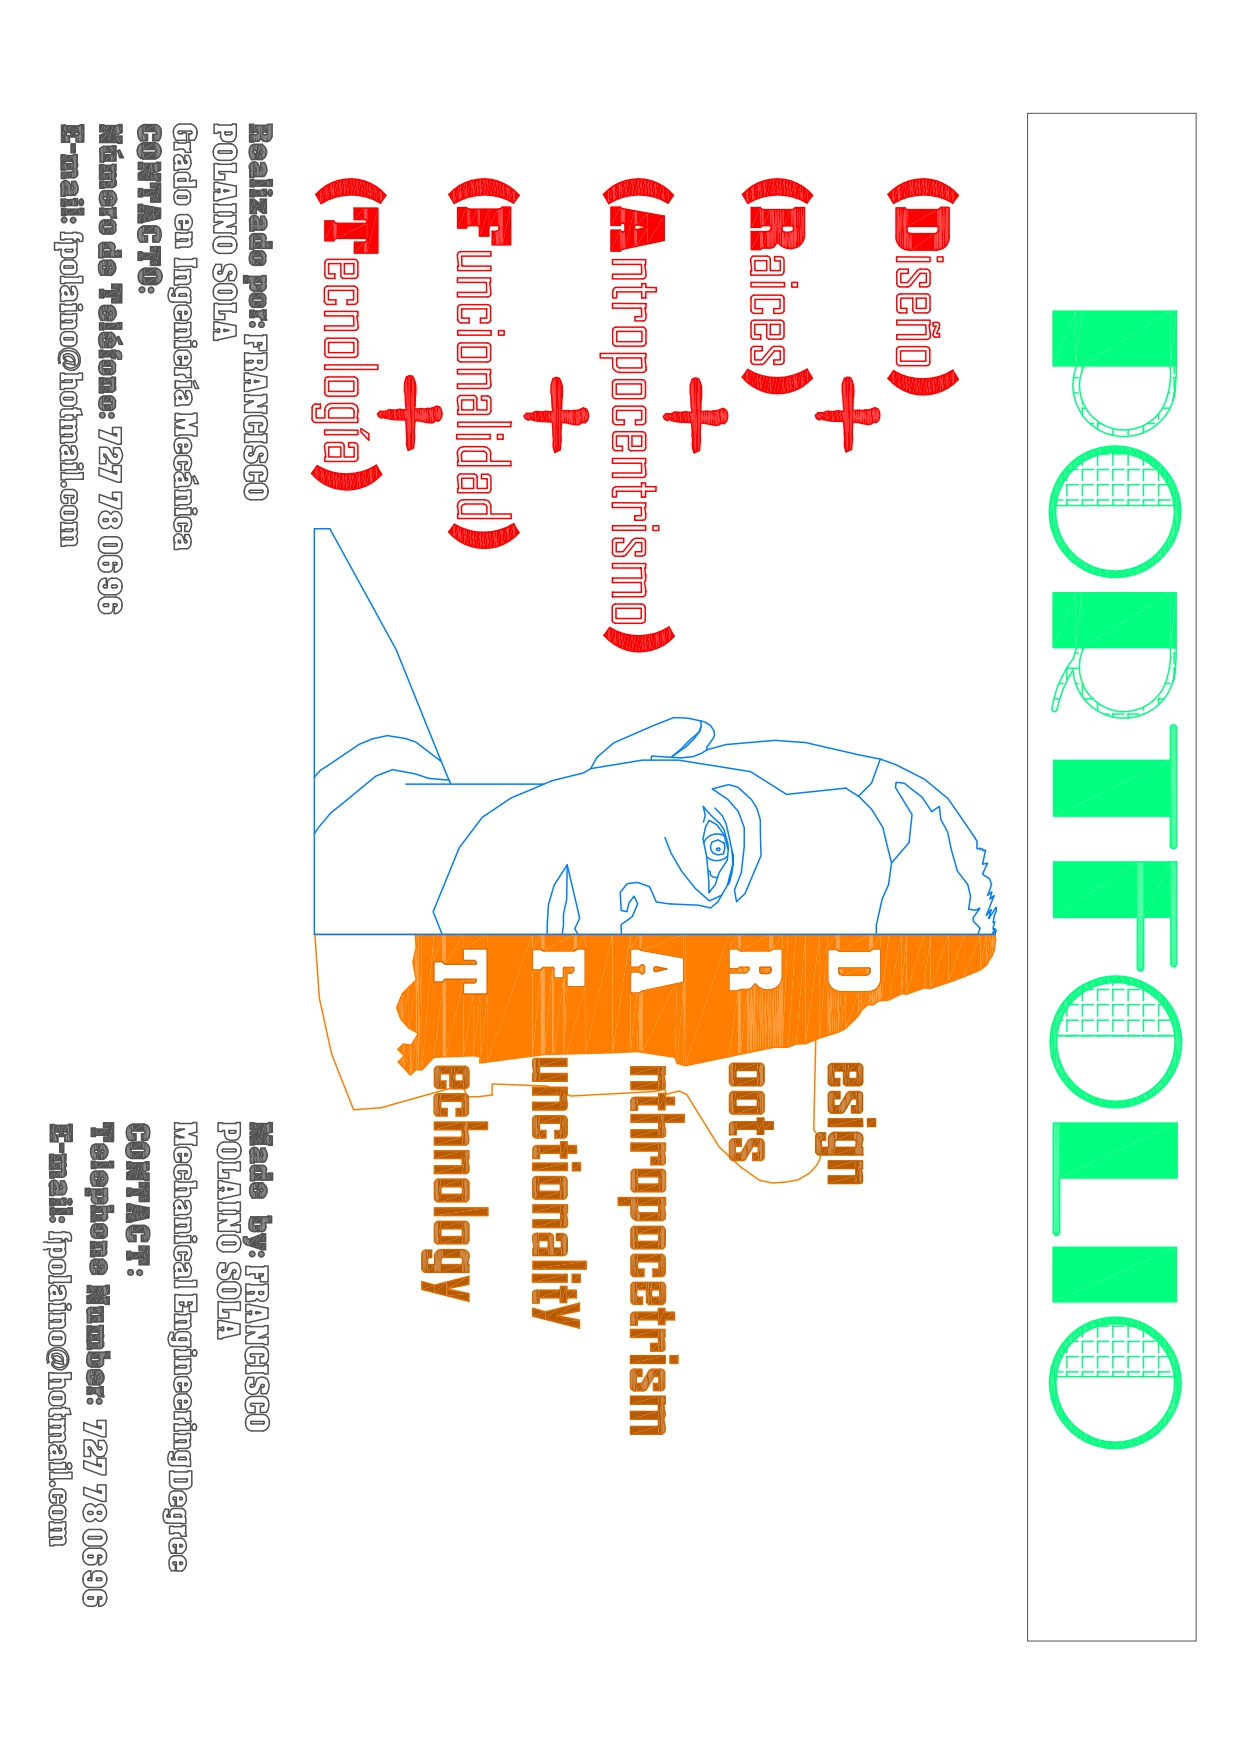 PORTFOLIO
(Diseño)
+
(Raices)
+
(Antropocentrismo)
+
(Funcionalidad)
+
(Tecnología)
Design
Roots
Anthropocetrism
Functionality
Technology
Realizado por: FRANCISCO
POLAINO SOLA
Grado en Ingeniería Mecánica
CONTACTO:
Número de Teléfono: 727 78 06 96
E-mail: fpolaino@hotmail.com
Made by: FRANCISCO
POLAINO SOLA
Mechanical Engineering Degree
CONTACT:
Telephone Number: 727 78 06 96
E-mail: fpolaino@hotmail.com